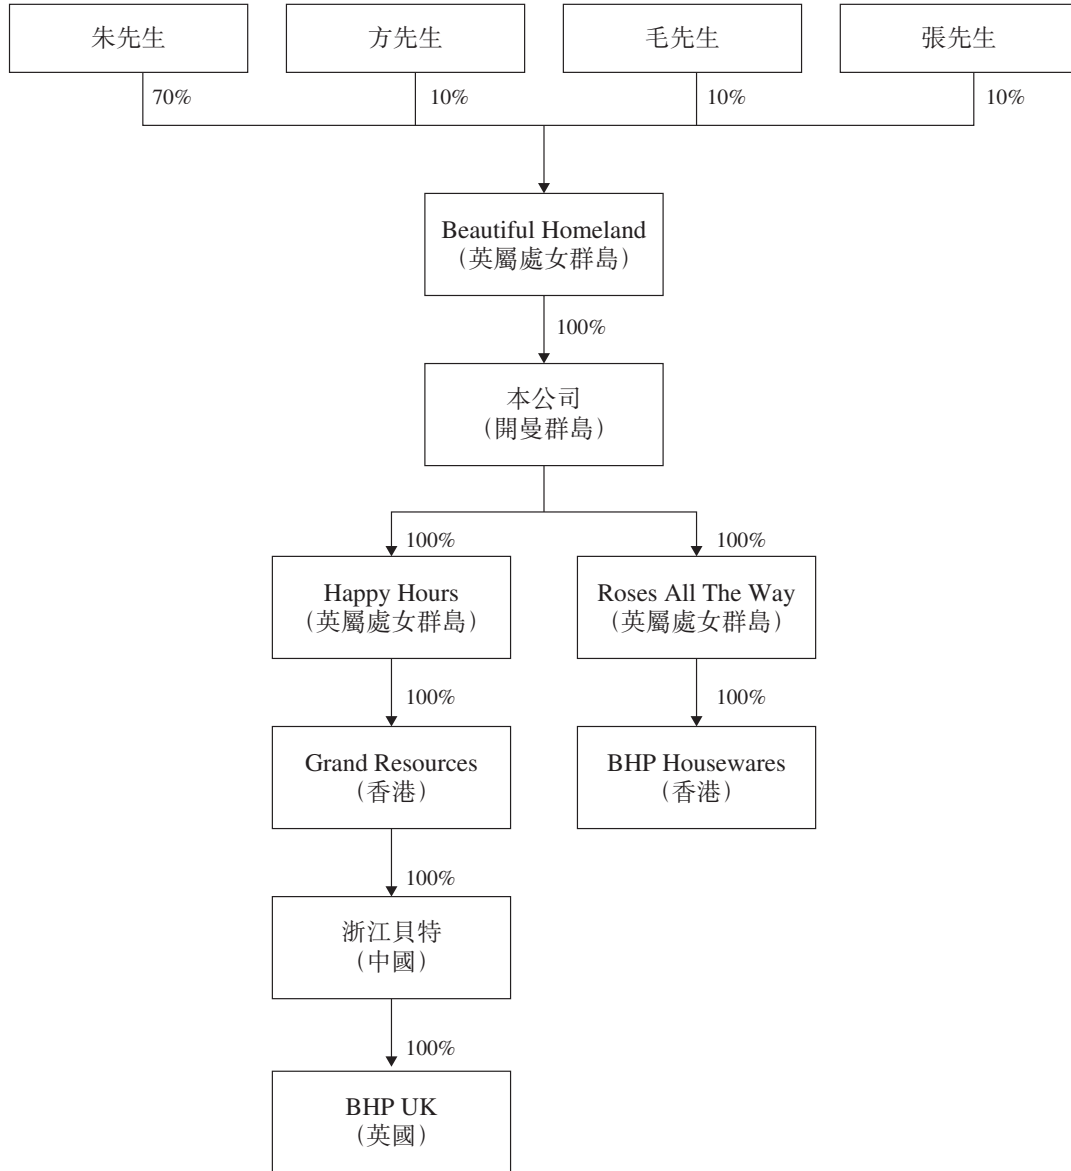 朱先生
方先生
毛先生
張先生
70%
10%
10%
10%
Beautiful Homeland
（英屬處女群島）
100%
本公司
（開曼群島）
100%
100%
Happy Hours
（英屬處女群島）
Roses All The Way
（英屬處女群島）
100%
100%
Grand Resources
（香港）
BHP Housewares
（香港）
100%
浙江貝特
（中國）
100%
BHP UK
（英國）